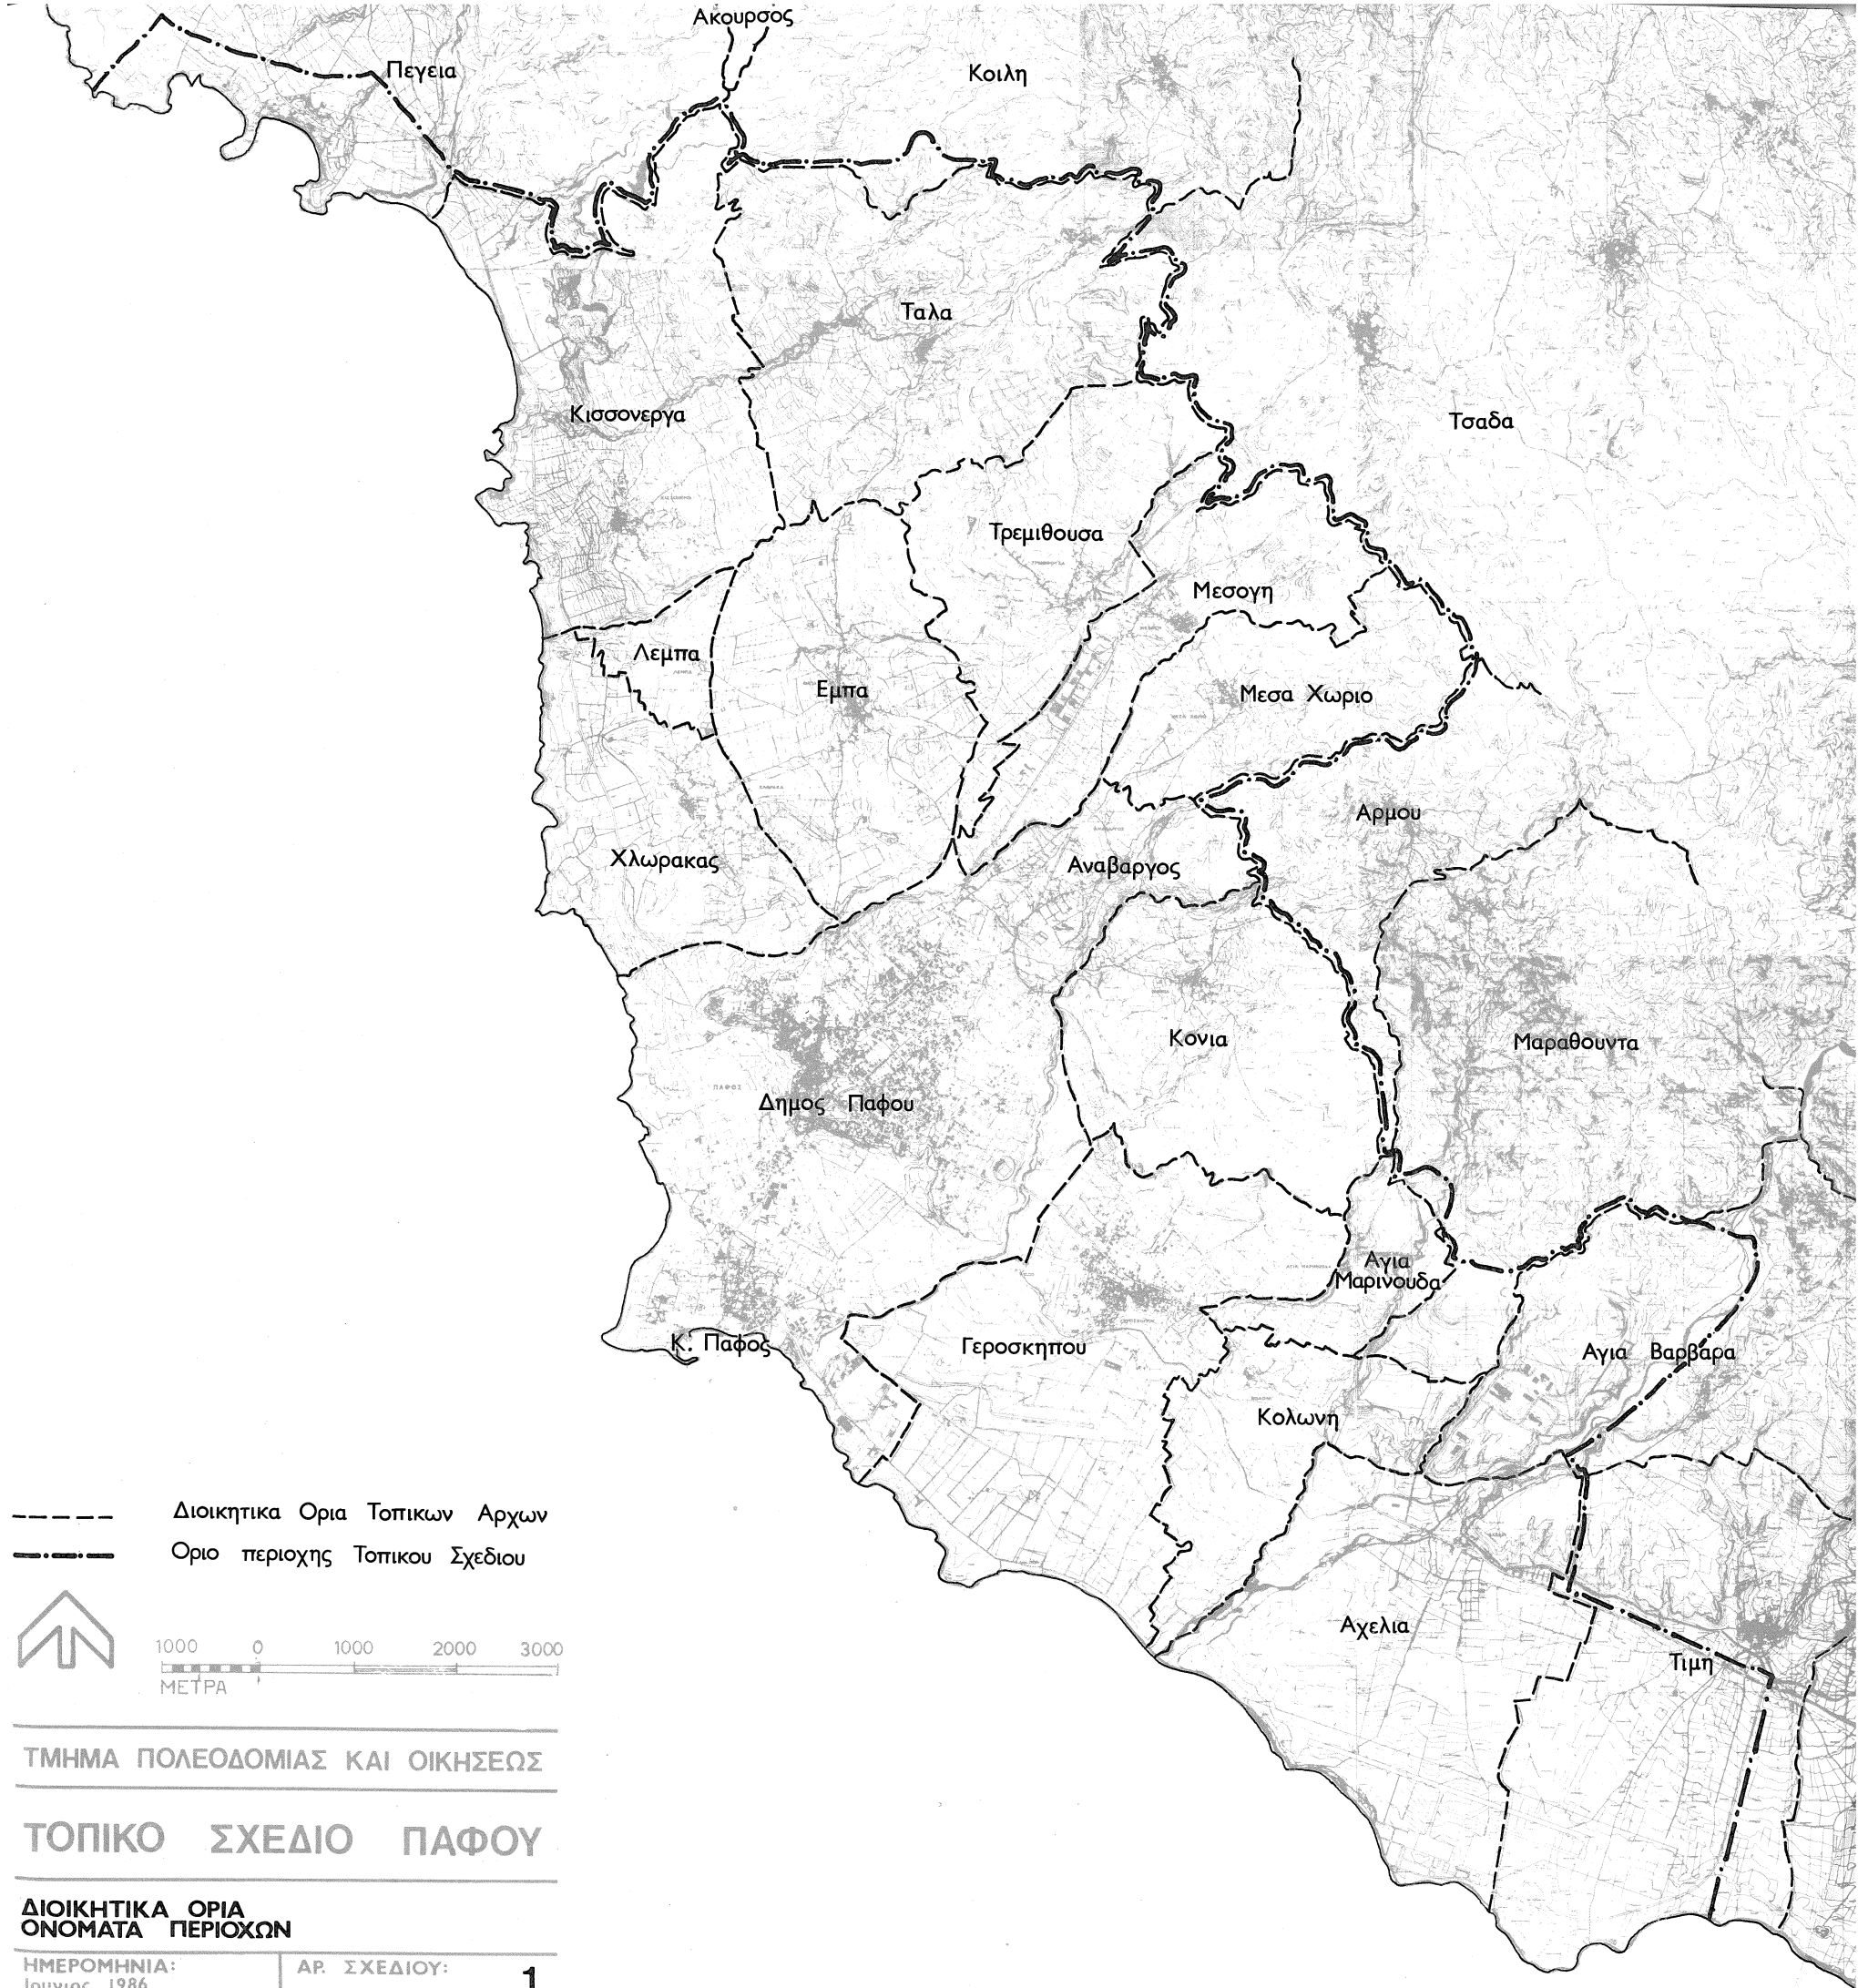 Ακουρσος
Πεγεια
Κοιλη
Ταλα
Κισσονεργα
Τσαδα
Τρεμιθουσα
Μεσογη
Λεμπα
Εμπα
Μεσα Χωριο
Αρμου
Χλωρακας
Αναβαργος
Κονια
Μαραθουντα
ΠΑΦΟΣ
Δημος Παφου
Αγια
Μαρινουδα
Κ. Παφος
Γεροσκηπου
Αγια Βαρβαρα
Κολωνη
Αχελια
Τιμη
Διοικητικα Ορια Τοπικων Αρχων
Οριο περιοχης Τοπικου Σχεδιου
1000 0 1000 2000 3000
ΜΕΤΡΑ
ΤΜΗΜΑ ΠΟΛΕΟΔΟΜΙΑΣ ΚΑΙ ΟΙΚΗΣΕΩΣ
ΤΟΠΙΚΟ ΣΧΕΔΙΟ ΠΑΦΟΥ
ΔΙΟΙΚΗΤΙΚΑ ΟΡΙΑ
ΟΝΟΜΑΤΑ ΠΕΡΙΟΧΩΝ
ΗΜΕΡΟΜΗΝΙΑ:
Ιουνιος 1986
ΑΡ. ΣΧΕΔΙΟΥ: 1